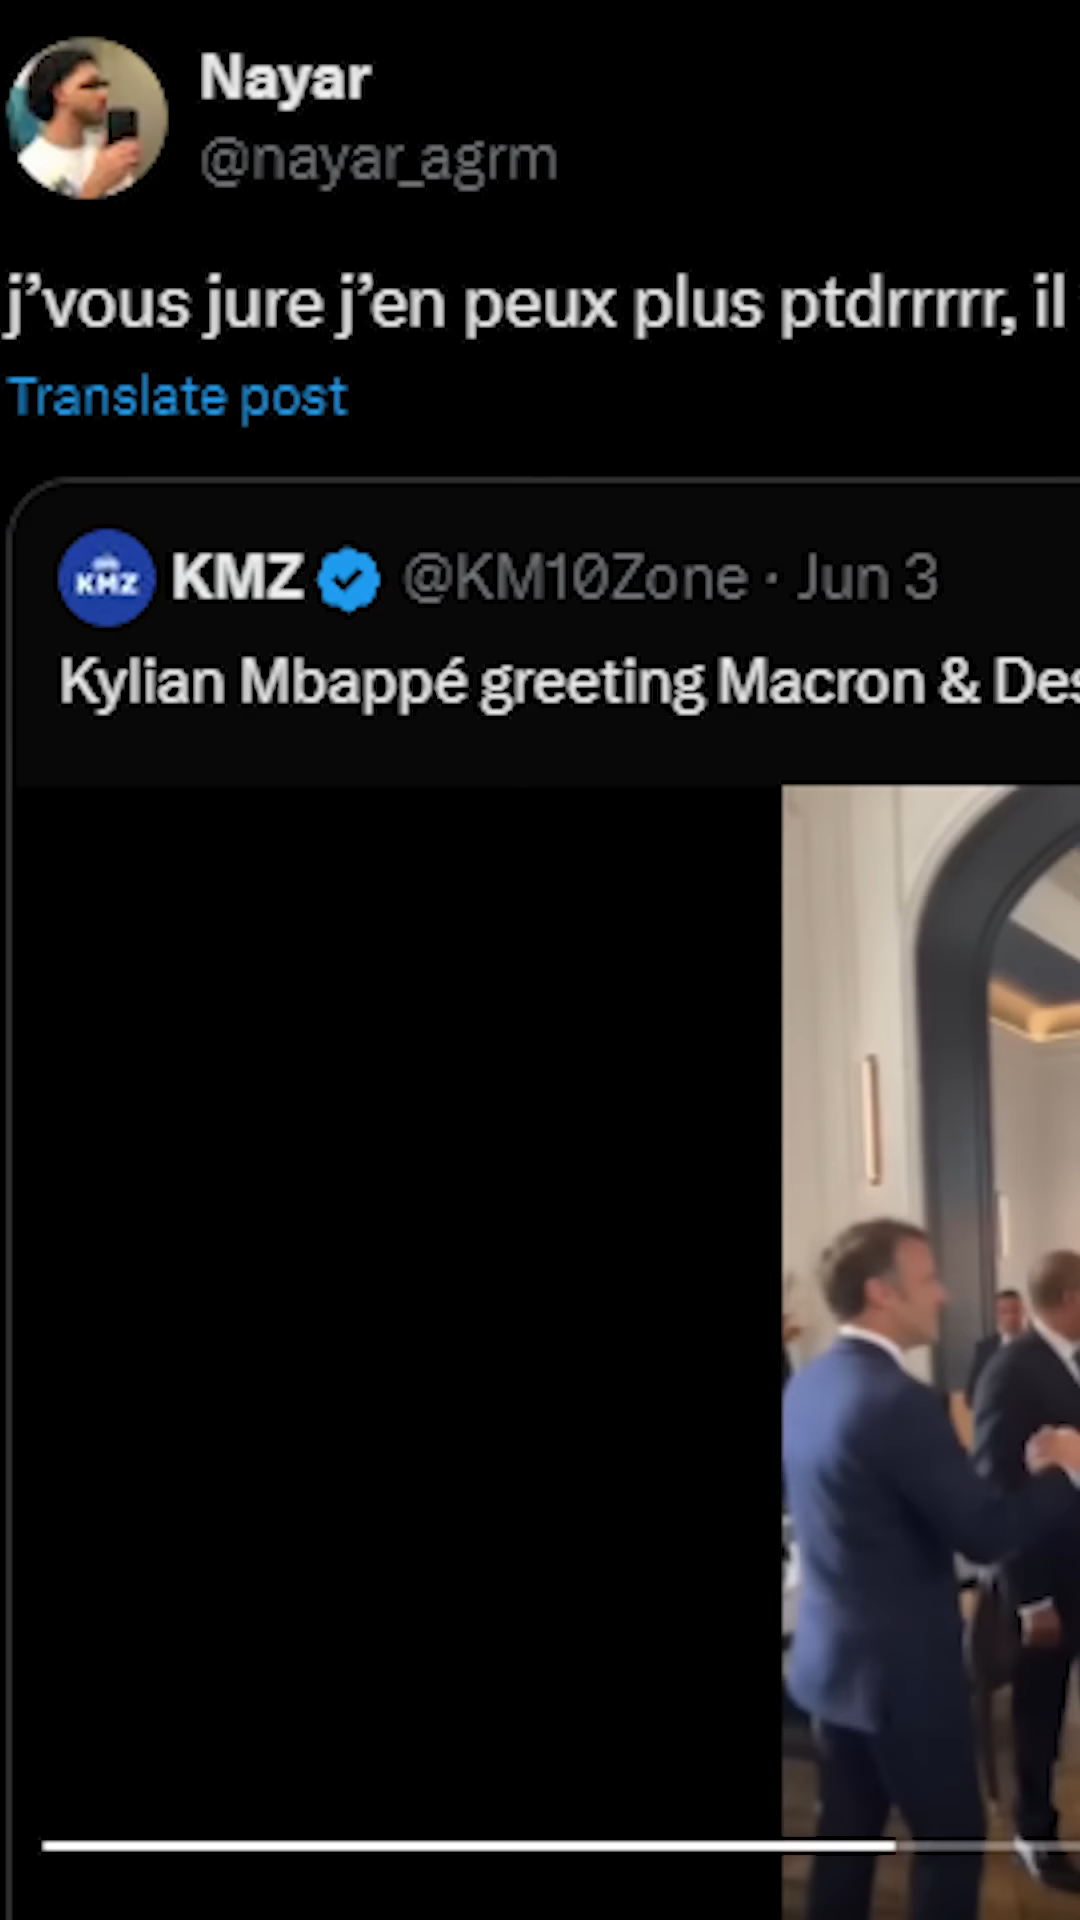 Nayar
@nayar_agrm
j’vous jure j’en peux plus ptdrrrrr, il
Translate post
KMZ
KMZ @KM10Zone · Jun 3
Kylian Mbappé greeting Macron & Des